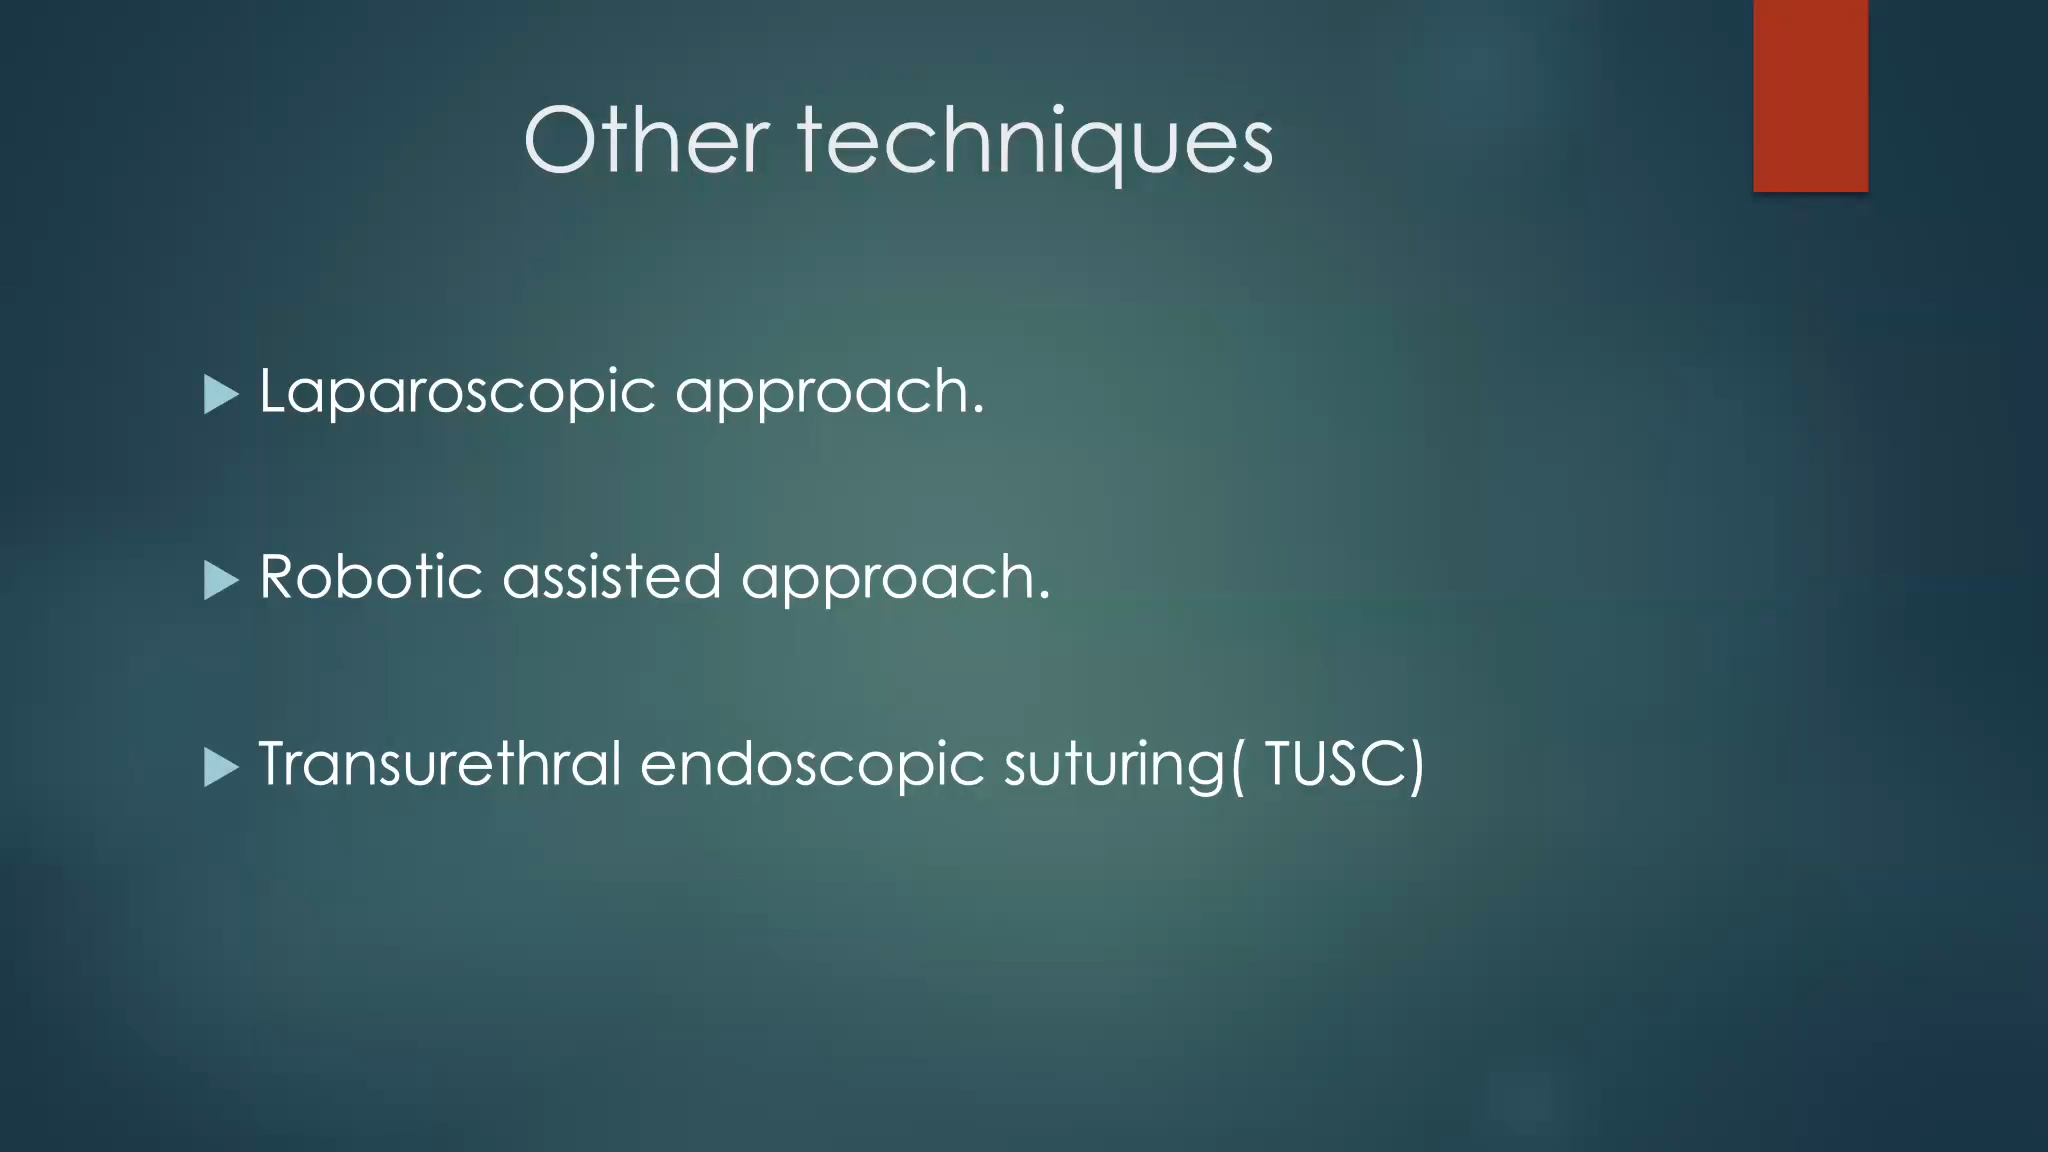 Other techniques
Laparoscopic approach.
Robotic assisted approach.
Transurethral endoscopic suturing( TUSC)